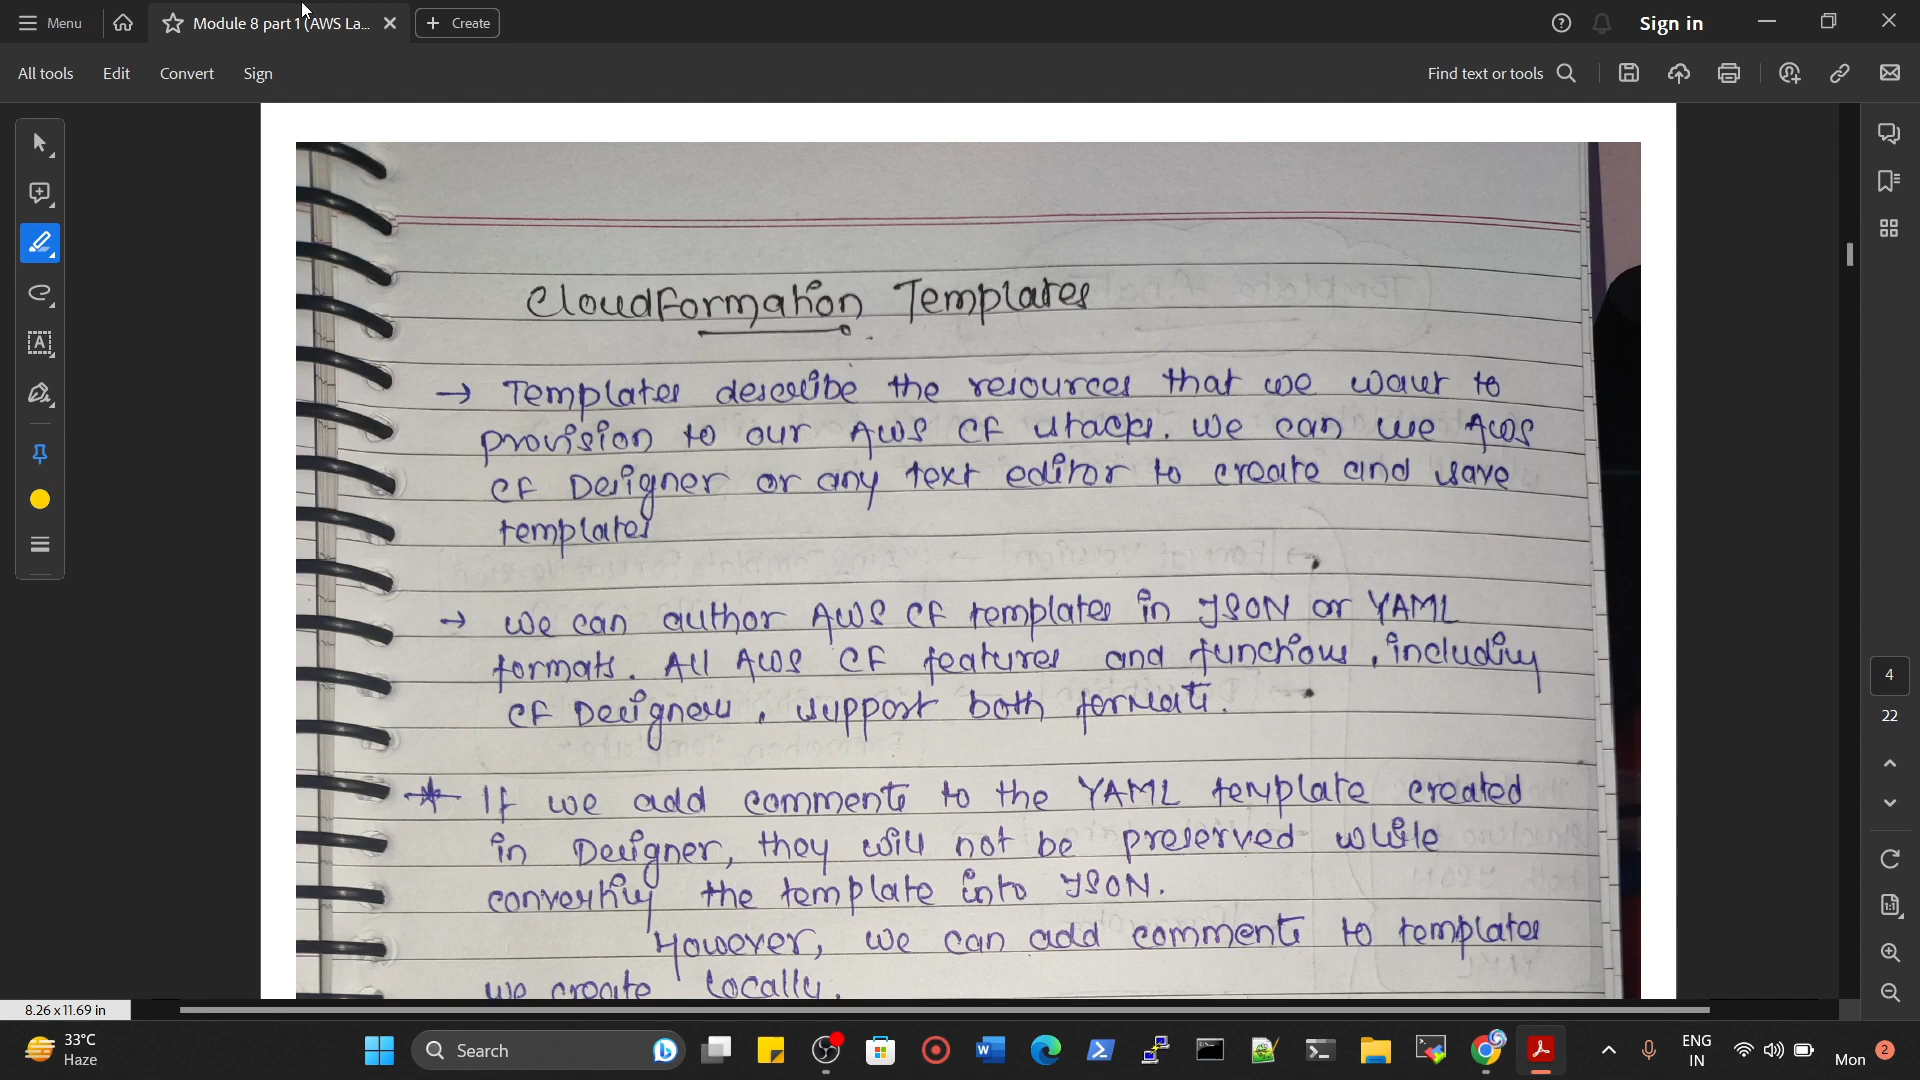 Menu
Module 8 part 1 (AWS La...
Create
Sign in
All tools
Edit
Convert
Sign
Find text or tools
CloudFormation Templates
→ Templates describe the resources that we want to
provision to our AWS CF stacks. We can use AWS
CF Designer or any text editor to create and save
templates
→ we can author AWS CF templates in JSON or YAML
formats. All AWS CF features and functions, including
CF Designer, support both formats.
* If we add comments to the YAML template created
in Designer, they will not be preserved while
converting the template into JSON.
However, we can add comments to templates
we create locally.
4
22
8.26 x 11.69 in
33°C
Haze
Search
ENG
IN
Mon
2